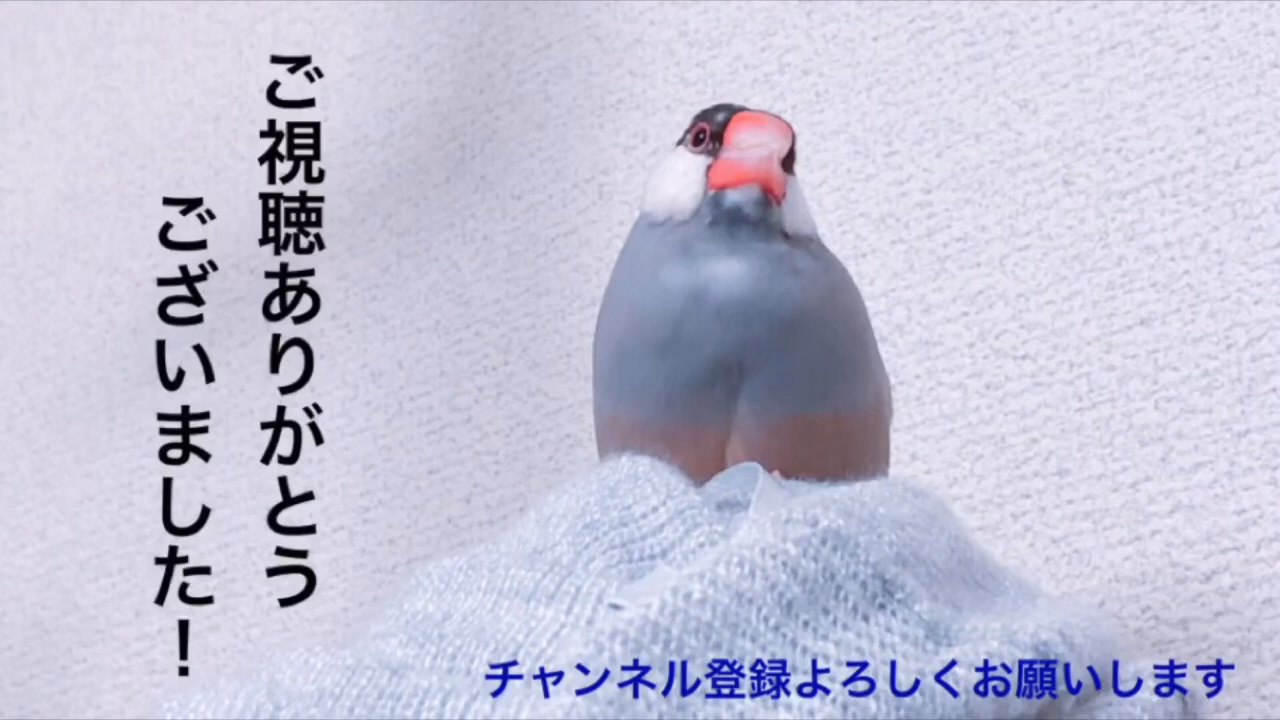 ご視聴ありがとう
ございました！
チャンネル登録よろしくお願いします